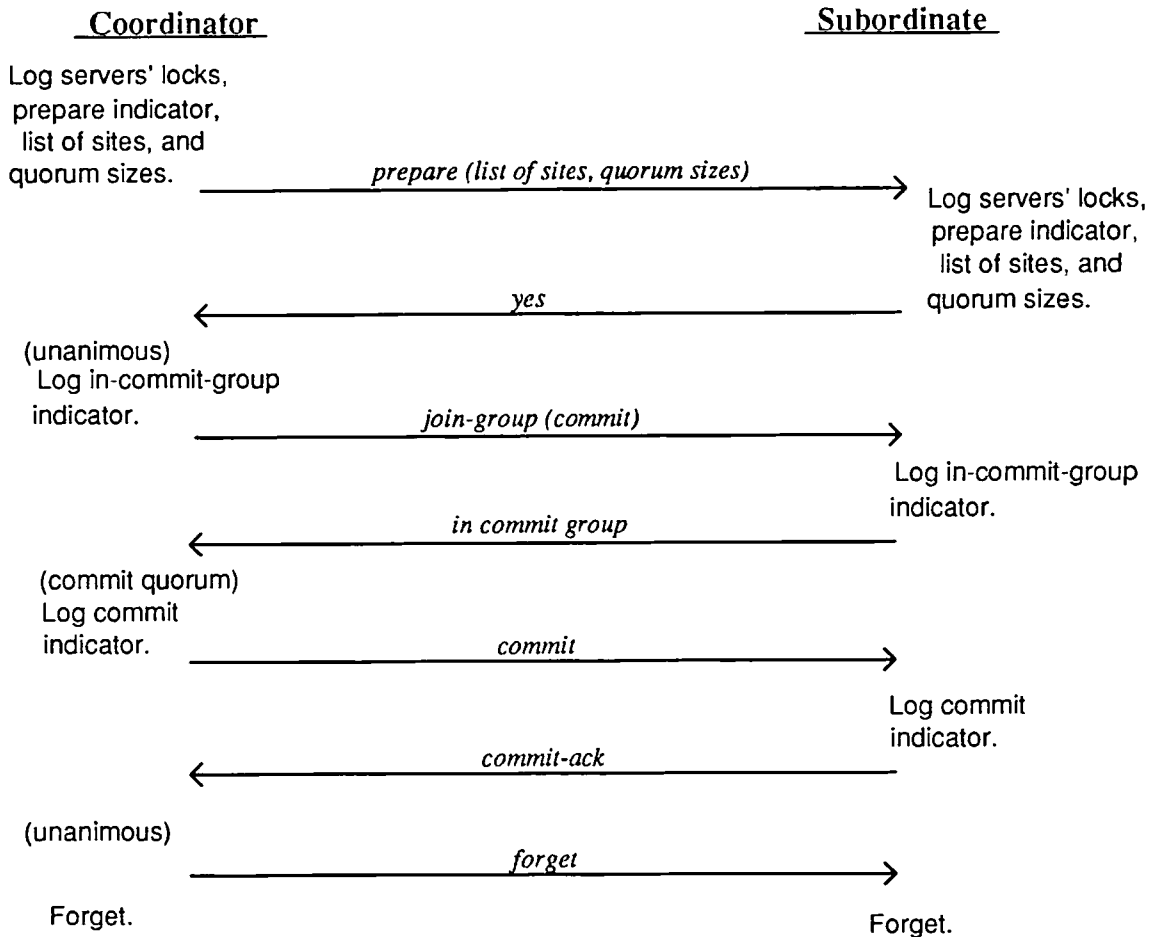 Coordinator
Subordinate
Log servers' locks,
prepare indicator,
list of sites, and
quorum sizes.
prepare (list of sites, quorum sizes)
Log servers' locks,
prepare indicator,
list of sites, and
quorum sizes.
yes
(unanimous)
Log in-commit-group
indicator.
join-group (commit)
Log in-commit-group
indicator.
in commit group
(commit quorum)
Log commit
indicator.
commit
Log commit
indicator.
commit-ack
(unanimous)
forget
Forget.
Forget.